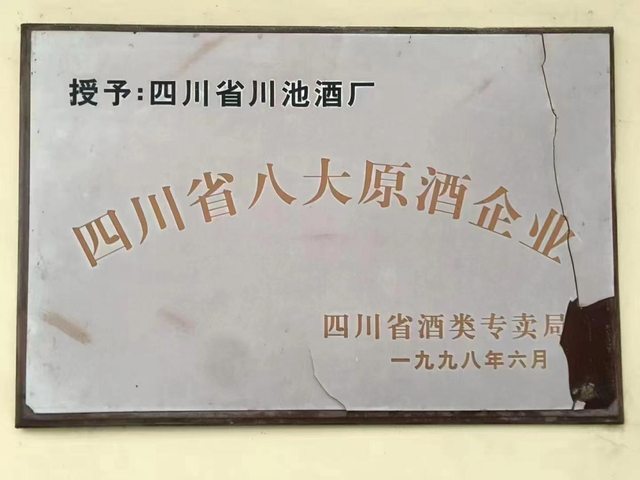 授予:四川省川池酒厂
四川省八大原酒企业
四川省酒类专卖局
一九九八年六月